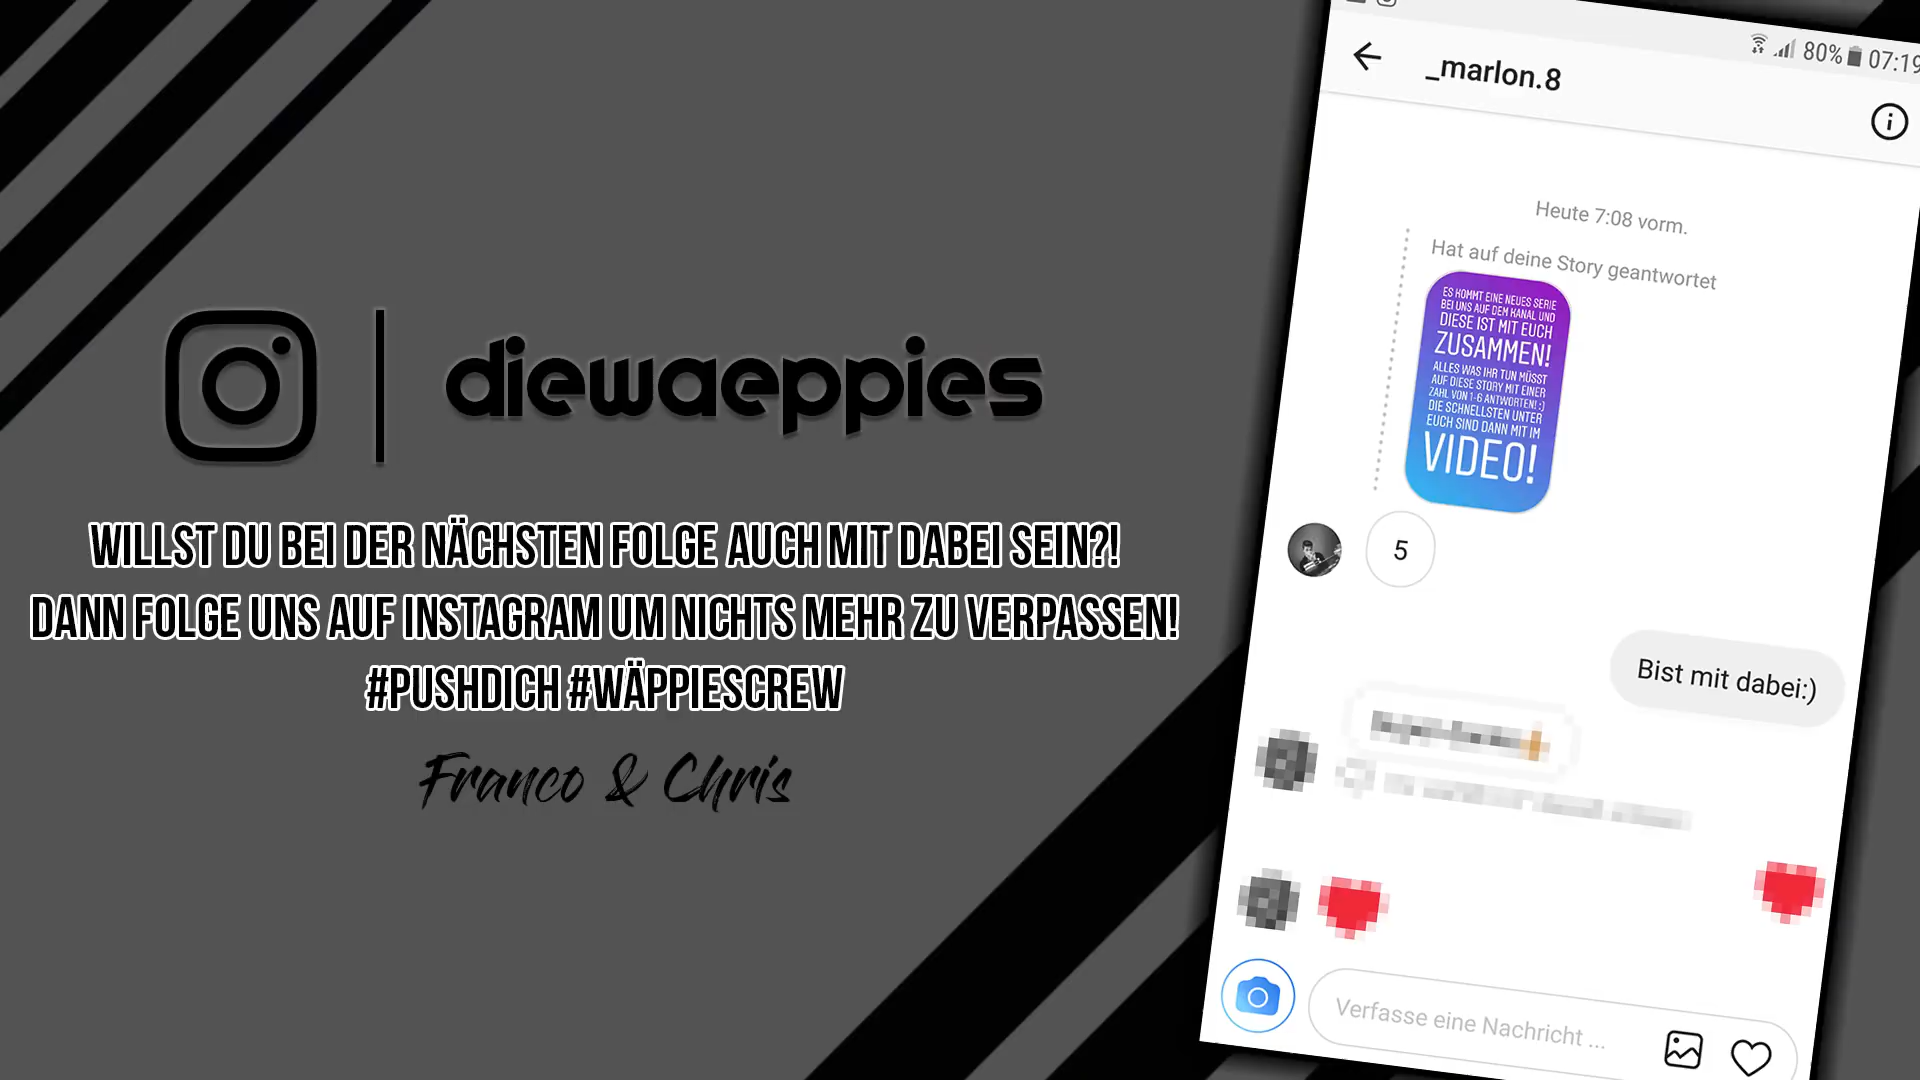 diewaeppies
WILLST DU BEI DER NÄCHSTEN FOLGE AUCH MIT DABEI SEIN?!
DANN FOLGE UNS AUF INSTAGRAM UM NICHTS MEHR ZU VERPASSEN!
#PUSHDICH #WÄPPIESCREW
Franco & Chris
80% 07:19
_marlon.8
Heute 7:08 vorm.
Hat auf deine Story geantwortet
ES KOMMT EINE NEUES SERIE
BEI UNS AUF DEM KANAL UND
DIESE IST MIT EUCH
ZUSAMMEN!
ALLES WAS IHR TUN MÜSST
AUF DIESE STORY MIT EINER
ZAHL VON 1-6 ANTWORTEN! :)
DIE SCHNELLSTEN UNTER
EUCH SIND DANN MIT IM
VIDEO!
5
Bist mit dabei:)
Verfasse eine Nachricht ...